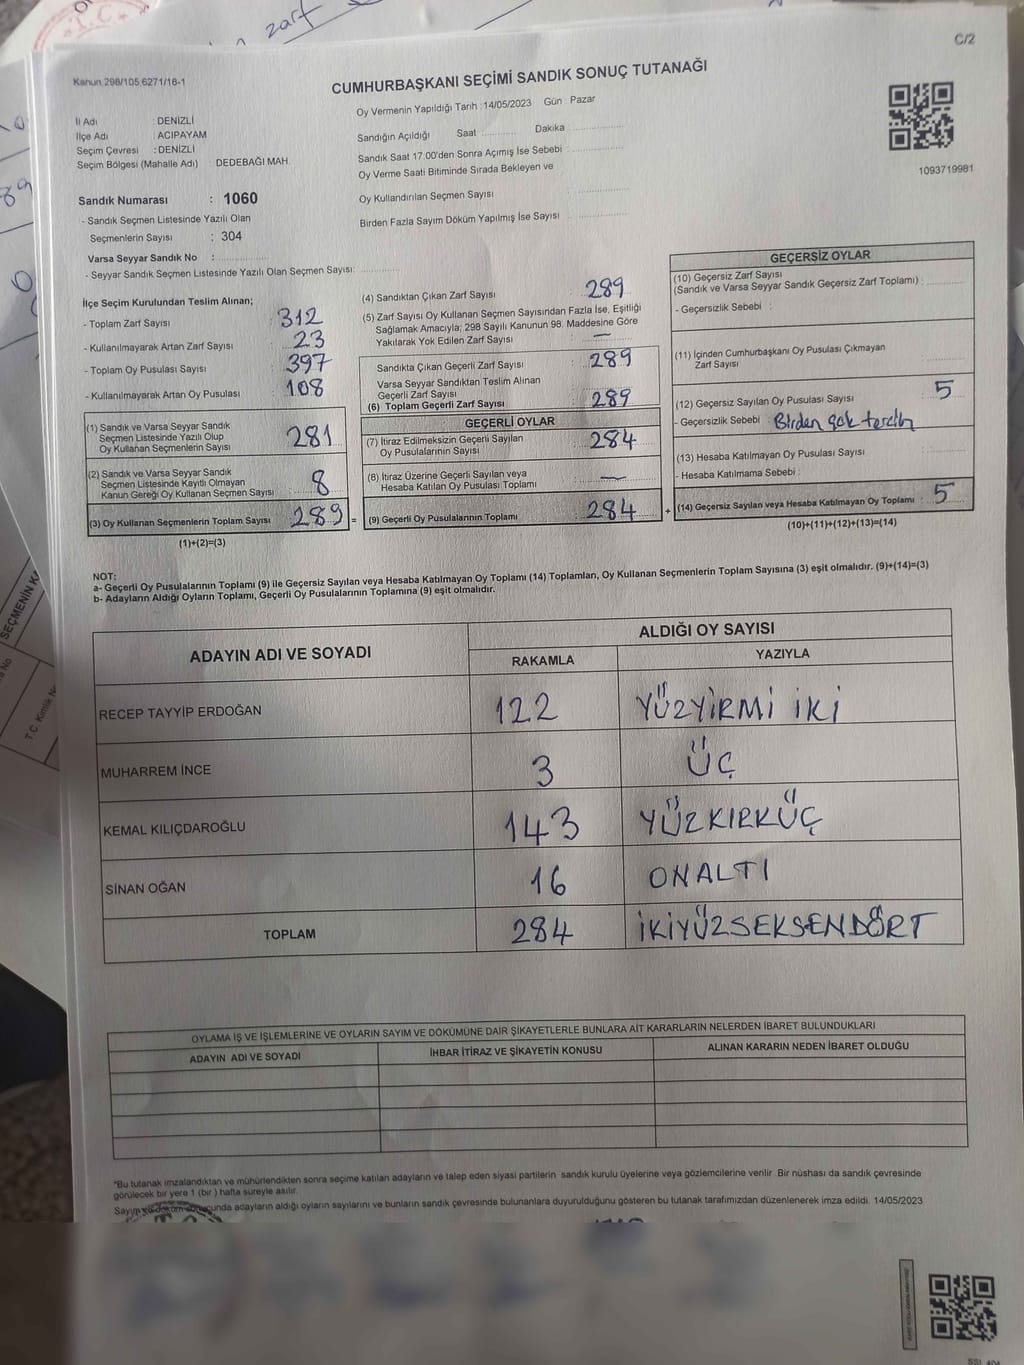 zarf
T.C.
C/2
Kanun 298/105,6271/16-1
CUMHURBAŞKANI SEÇİMİ SANDIK SONUÇ TUTANAĞI
Oy Vermenin Yapıldığı Tarih : 14/05/2023 Gün : Pazar
İl Adı DENİZLİ
İlçe Adı : ACIPAYAM
Seçim Çevresi : DENİZLİ
Seçim Bölgesi (Mahalle Adı) DEDEBAĞI MAH.
Sandığın Açıldığı Saat Dakika
Sandık Saat 17:00'den Sonra Açımış İse Sebebi :
Oy Verme Saati Bitiminde Sırada Bekleyen ve
Oy Kullandırılan Seçmen Sayısı :
Birden Fazla Sayım Döküm Yapılmış İse Sayısı :
1093719981
Sandık Numarası : 1060
- Sandık Seçmen Listesinde Yazılı Olan
Seçmenlerin Sayısı : 304
Varsa Seyyar Sandık No :
- Seyyar Sandık Seçmen Listesinde Yazılı Olan Seçmen Sayısı:
İlçe Seçim Kurulundan Teslim Alınan;
- Toplam Zarf Sayısı : 312
- Kullanılmayarak Artan Zarf Sayısı : 23
- Toplam Oy Pusulası Sayısı : 397
- Kullanılmayarak Artan Oy Pusulası : 108
(1) Sandık ve Varsa Seyyar Sandık
Seçmen Listesinde Yazılı Olup
Oy Kullanan Seçmenlerin Sayısı : 281
(2) Sandık ve Varsa Seyyar Sandık
Seçmen Listesinde Kayıtlı Olmayan
Kanun Gereği Oy Kullanan Seçmen Sayısı : 8
(3) Oy Kullanan Seçmenlerin Toplam Sayısı : 289 =
(1)+(2)=(3)
(4) Sandıktan Çıkan Zarf Sayısı : 289
(5) Zarf Sayısı Oy Kullanan Seçmen Sayısından Fazla İse, Eşitliği
Sağlamak Amacıyla; 298 Sayılı Kanunun 98. Maddesine Göre
Yakılarak Yok Edilen Zarf Sayısı : —
Sandıkta Çıkan Geçerli Zarf Sayısı : 289
Varsa Seyyar Sandıktan Teslim Alınan
Geçerli Zarf Sayısı :
(6) Toplam Geçerli Zarf Sayısı : 289
GEÇERLİ OYLAR
(7) İtiraz Edilmeksizin Geçerli Sayılan
Oy Pusulalarının Sayısı : 284
(8) İtiraz Üzerine Geçerli Sayılan veya
Hesaba Katılan Oy Pusulası Toplamı : —
(9) Geçerli Oy Pusulalarının Toplamı : 284 +
GEÇERSİZ OYLAR
(10) Geçersiz Zarf Sayısı
(Sandık ve Varsa Seyyar Sandık Geçersiz Zarf Toplamı) :
- Geçersizlik Sebebi :
(11) İçinden Cumhurbaşkanı Oy Pusulası Çıkmayan
Zarf Sayısı :
(12) Geçersiz Sayılan Oy Pusulası Sayısı : 5
- Geçersizlik Sebebi : Birden çok tercih
(13) Hesaba Katılmayan Oy Pusulası Sayısı :
- Hesaba Katılmama Sebebi :
(14) Geçersiz Sayılan veya Hesaba Katılmayan Oy Toplamı : 5
(10)+(11)+(12)+(13)=(14)
NOT:
a- Geçerli Oy Pusulalarının Toplamı (9) ile Geçersiz Sayılan veya Hesaba Katılmayan Oy Toplamı (14) Toplamları, Oy Kullanan Seçmenlerin Toplam Sayısına (3) eşit olmalıdır. (9)+(14)=(3)
b- Adayların Aldığı Oyların Toplamı, Geçerli Oy Pusulalarının Toplamına (9) eşit olmalıdır.
ADAYIN ADI VE SOYADI ALDIĞI OY SAYISI
RAKAMLA YAZIYLA
RECEP TAYYİP ERDOĞAN 122 YÜZYİRMİ İKİ
MUHARREM İNCE 3 ÜÇ
KEMAL KILIÇDAROĞLU 143 YÜZKIRKÜÇ
SİNAN OĞAN 16 ONALTI
TOPLAM 284 İKİYÜZSEKSENDÖRT
OYLAMA İŞ VE İŞLEMLERİNE VE OYLARIN SAYIM VE DÖKÜMÜNE DAİR ŞİKAYETLERLE BUNLARA AİT KARARLARIN NELERDEN İBARET BULUNDUKLARI
ADAYIN ADI VE SOYADI İHBAR İTİRAZ VE ŞİKAYETİN KONUSU ALINAN KARARIN NEDEN İBARET OLDUĞU
*Bu tutanak imzalandıktan ve mühürlendikten sonra seçime katılan adayların ve talep eden siyasi partilerin sandık kurulu üyelerine veya gözlemcilerine verilir. Bir nüshası da sandık çevresinde
görülecek bir yere 1 (bir) hafta süreyle asılır.
Sayım ve döküm sonucunda adayların aldığı oyların sayılarını ve bunların sandık çevresinde bulunanlara duyurulduğunu gösteren bu tutanak tarafımızdan düzenlenerek imza edildi. 14/05/2023
SEÇMENİN
T.C. Kimlik No